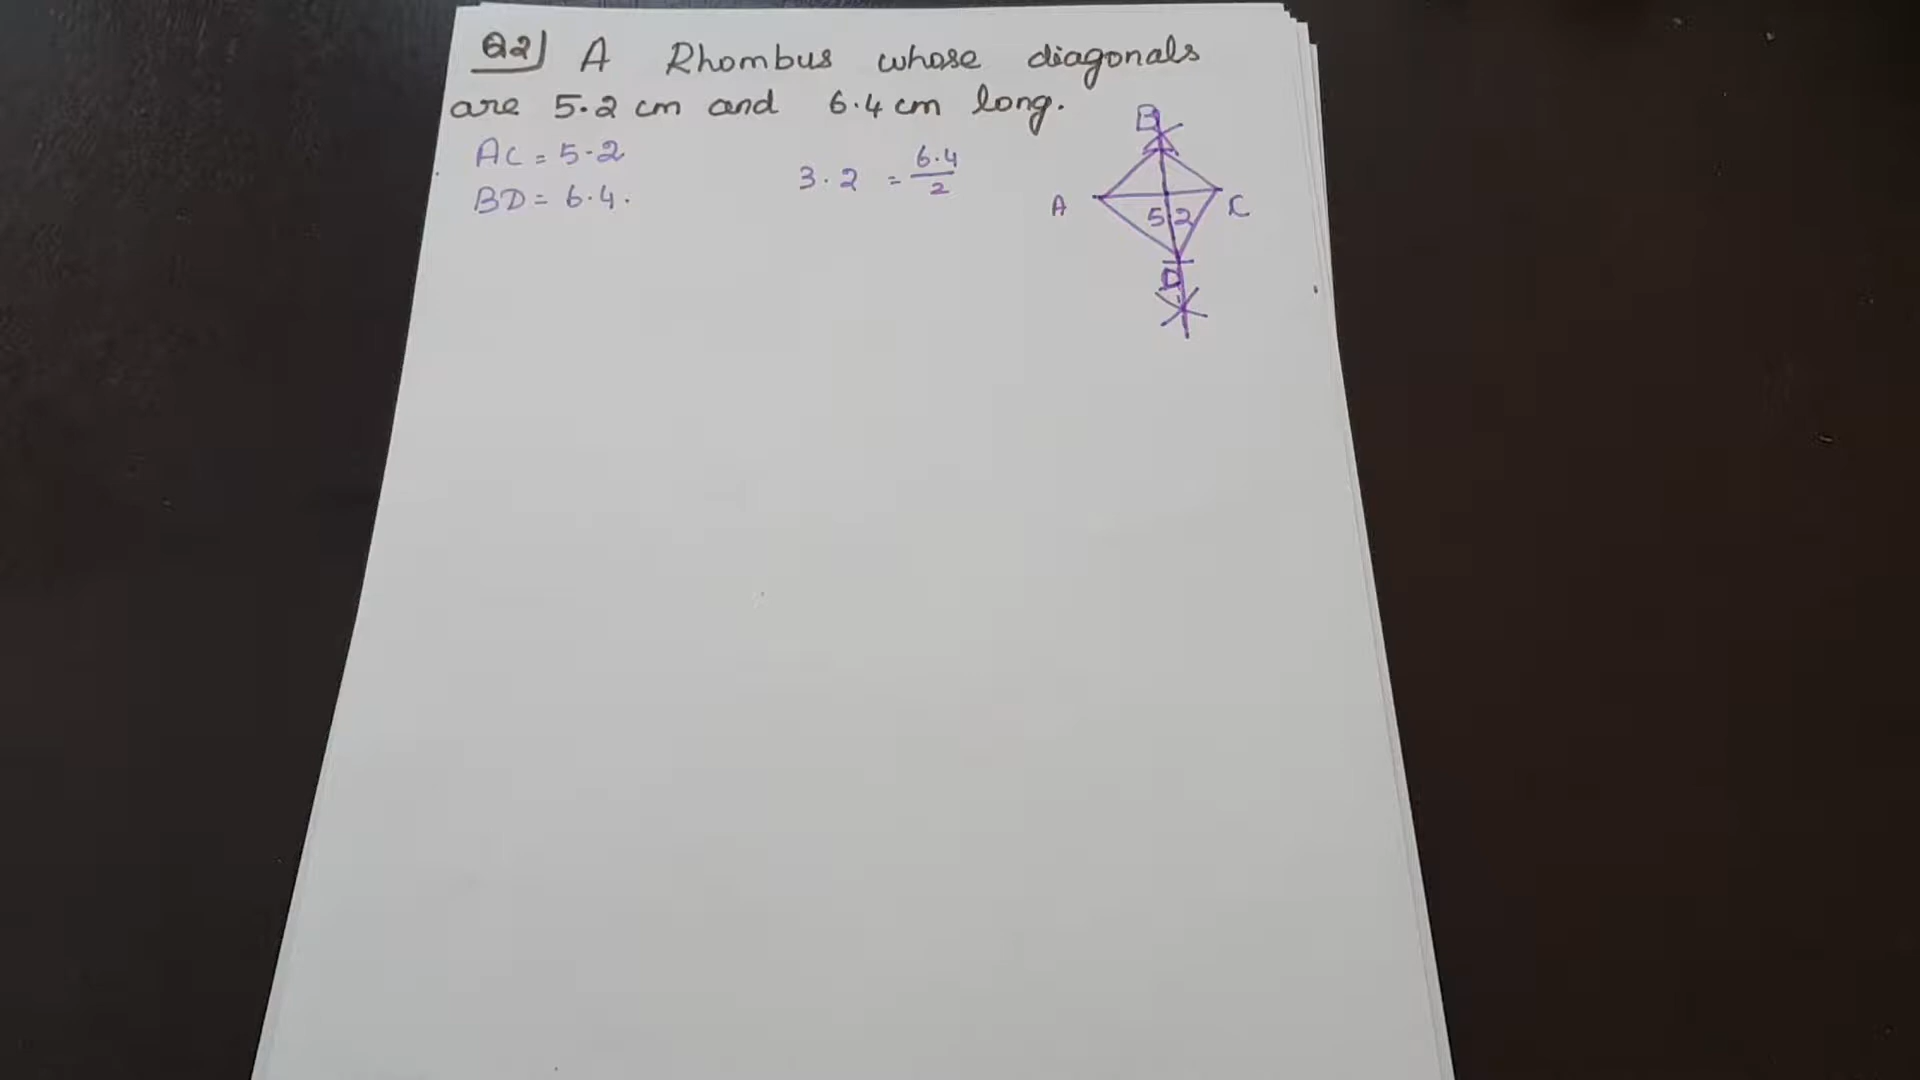 Q2) A Rhombus whose diagonals
are 5.2 cm and 6.4 cm long.
AC = 5.2
BD = 6.4.
3.2 = 6.4/2
B
A
C
5.2
D